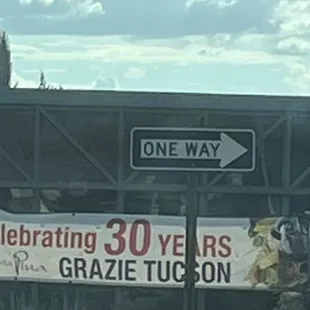 ONE WAY
elebrating 30 YEARS
GRAZIE TUCSON